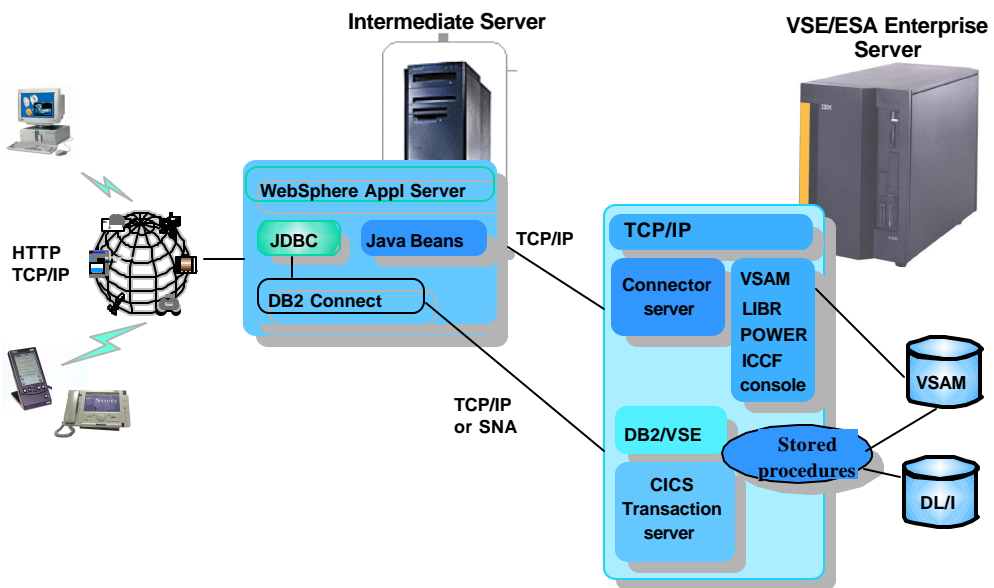 Intermediate Server
VSE/ESA Enterprise
Server
IBM
WebSphere Appl Server
HTTP
TCP/IP
JDBC
Java Beans
DB2 Connect
TCP/IP
TCP/IP
or SNA
TCP/IP
Connector
server
VSAM
LIBR
POWER
ICCF
console
DB2/VSE
CICS
Transaction
server
Stored
procedures
VSAM
DL/I
Security